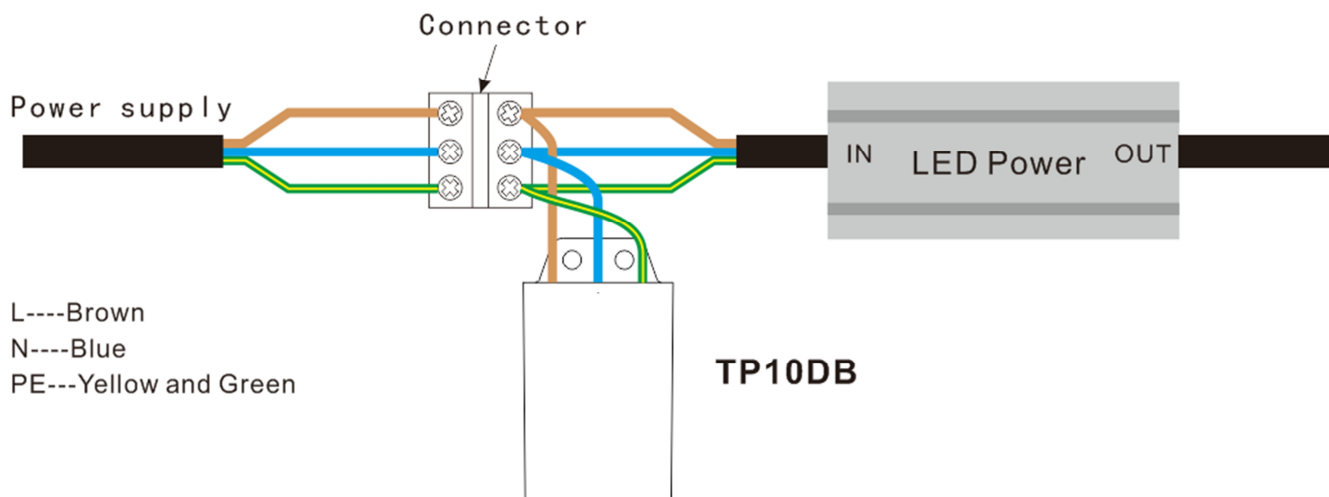 Connector
Power supply
IN
LED Power
OUT
L----Brown
N----Blue
PE---Yellow and Green
TP10DB